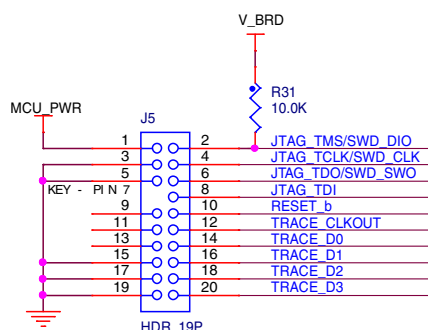 V_BRD
R31
10.0K
MCU_PWR
J5
1 2 JTAG_TMS/SWD_DIO
3 4 JTAG_TCLK/SWD_CLK
5 6 JTAG_TDO/SWD_SWO
KEY - PIN 7 8 JTAG_TDI
9 10 RESET_b
11 12 TRACE_CLKOUT
13 14 TRACE_D0
15 16 TRACE_D1
17 18 TRACE_D2
19 20 TRACE_D3
HDR_19P